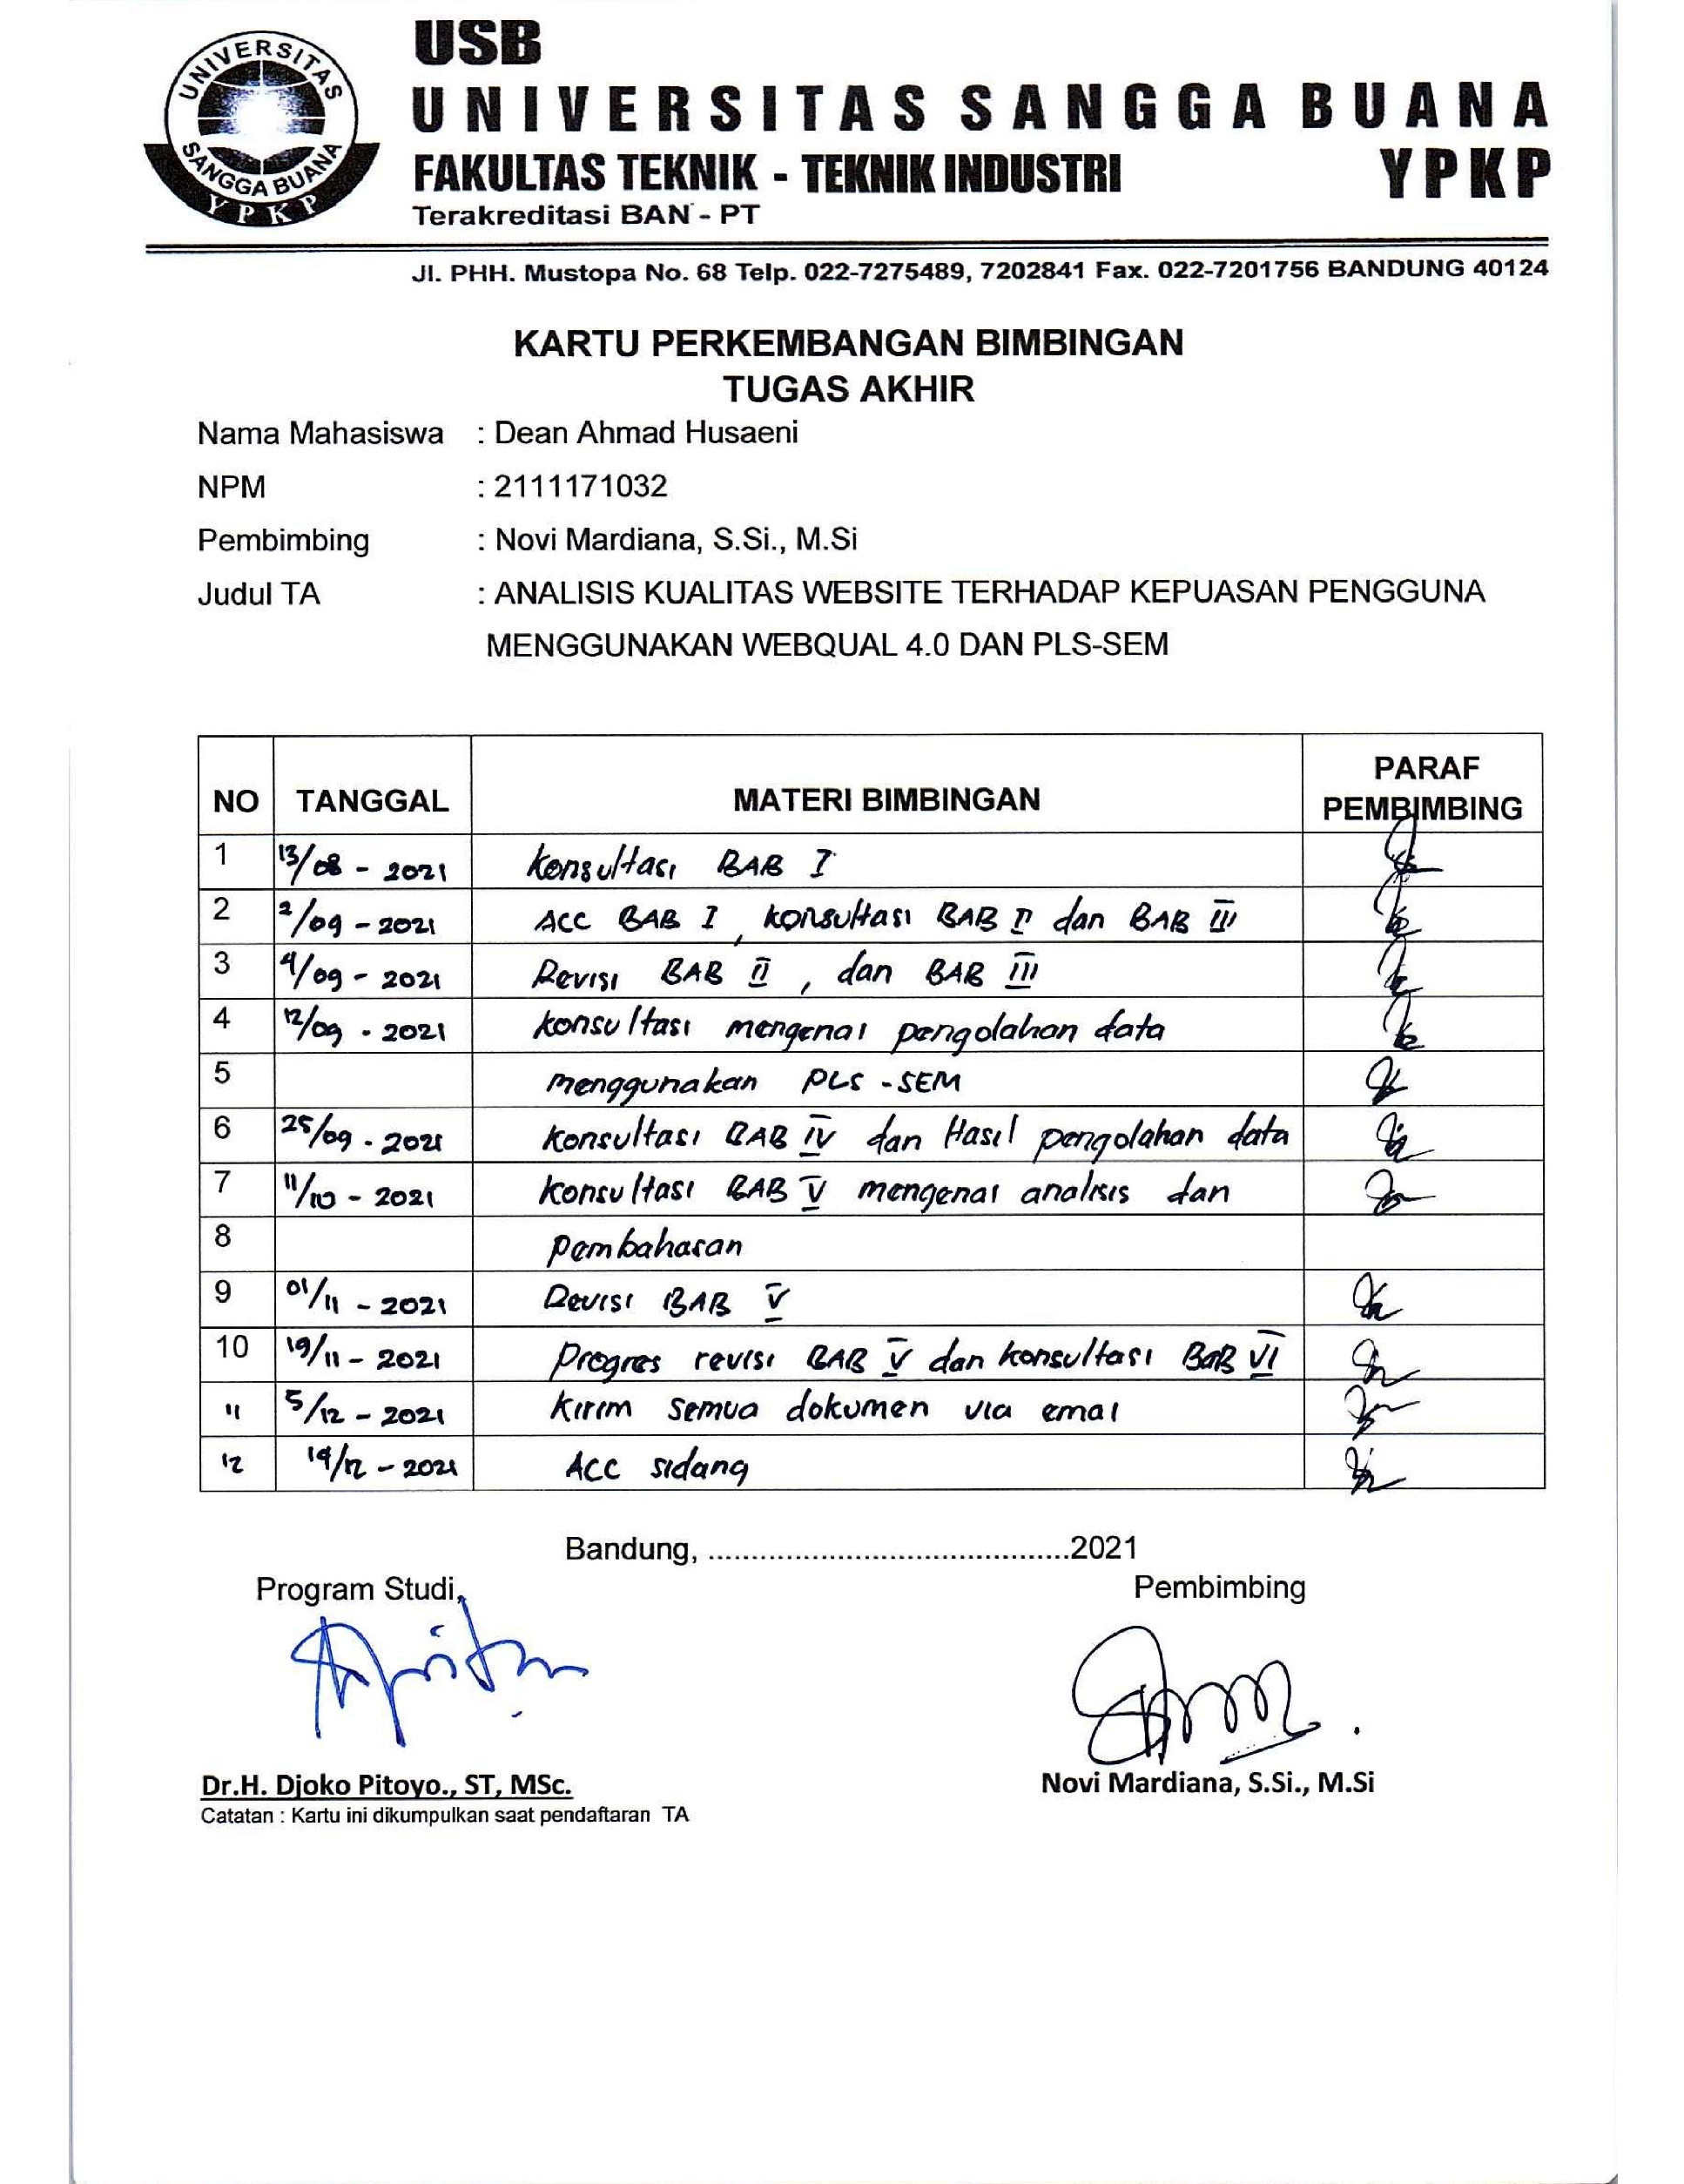 UNIVERSITAS
SANGGA BUANA
YPKP
USB
UNIVERSITAS SANGGA BUANA
FAKULTAS TEKNIK - TEKNIK INDUSTRI YPKP
Terakreditasi BAN - PT
Jl. PHH. Mustopa No. 68 Telp. 022-7275489, 7202841 Fax. 022-7201756 BANDUNG 40124
KARTU PERKEMBANGAN BIMBINGAN
TUGAS AKHIR
Nama Mahasiswa : Dean Ahmad Husaeni
NPM : 2111171032
Pembimbing : Novi Mardiana, S.Si., M.Si
Judul TA : ANALISIS KUALITAS WEBSITE TERHADAP KEPUASAN PENGGUNA
MENGGUNAKAN WEBQUAL 4.0 DAN PLS-SEM
NO TANGGAL MATERI BIMBINGAN PARAF PEMBIMBING
1 13/08 - 2021 Konsultasi BAB I
2 2/09 - 2021 ACC BAB I, konsultasi BAB II dan BAB III
3 4/09 - 2021 Revisi BAB II, dan BAB III
4 12/09 - 2021 konsultasi mengenai pengolahan data
5 menggunakan PLS - SEM
6 25/09 - 2021 konsultasi BAB IV dan Hasil pengolahan data
7 11/10 - 2021 konsultasi BAB V mengenai analisis dan
8 pembahasan
9 01/11 - 2021 Revisi BAB V
10 19/11 - 2021 Progres revisi BAB V dan konsultasi BaB VI
11 5/12 - 2021 kirim semua dokumen via emai
12 14/12 - 2021 ACC sidang
Bandung, ..........................................2021
Program Studi, Pembimbing
Dr.H. Djoko Pitoyo., ST, MSc. Novi Mardiana, S.Si., M.Si
Catatan : Kartu ini dikumpulkan saat pendaftaran TA